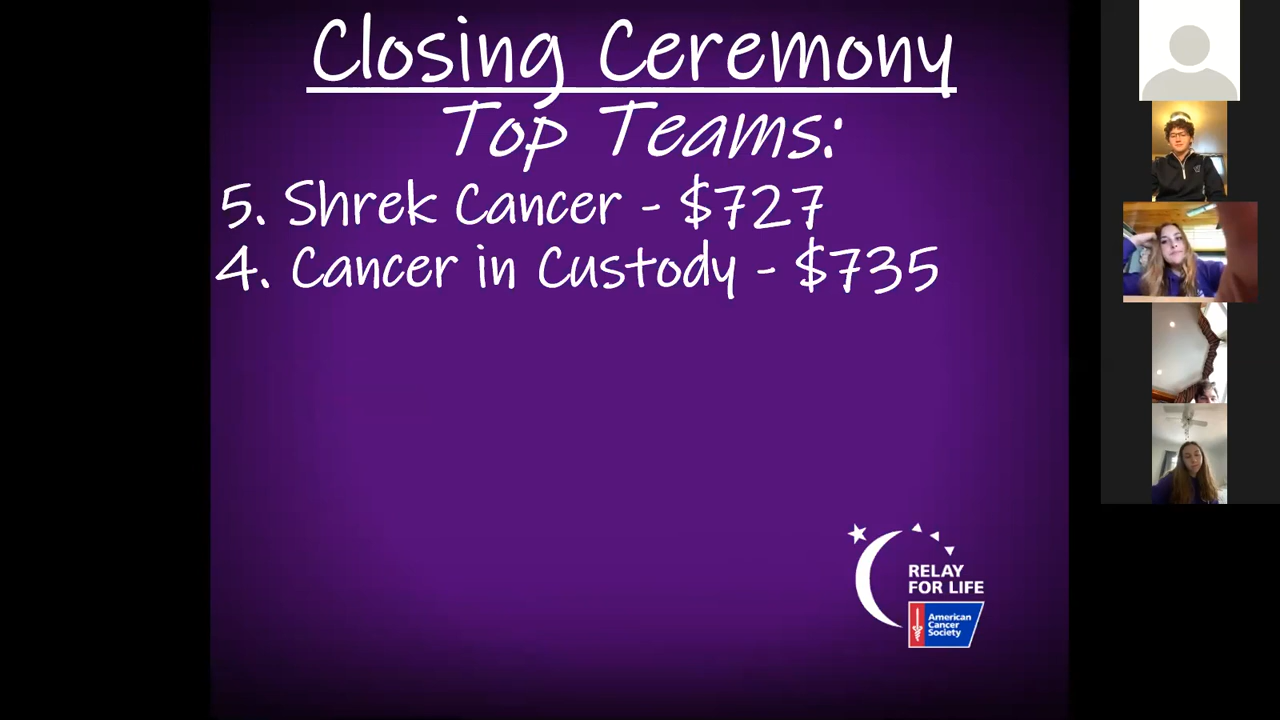 Closing Ceremony
Top Teams:
5. Shrek Cancer - $727
4. Cancer in Custody - $735
RELAY
FOR LIFE
American
Cancer
Society